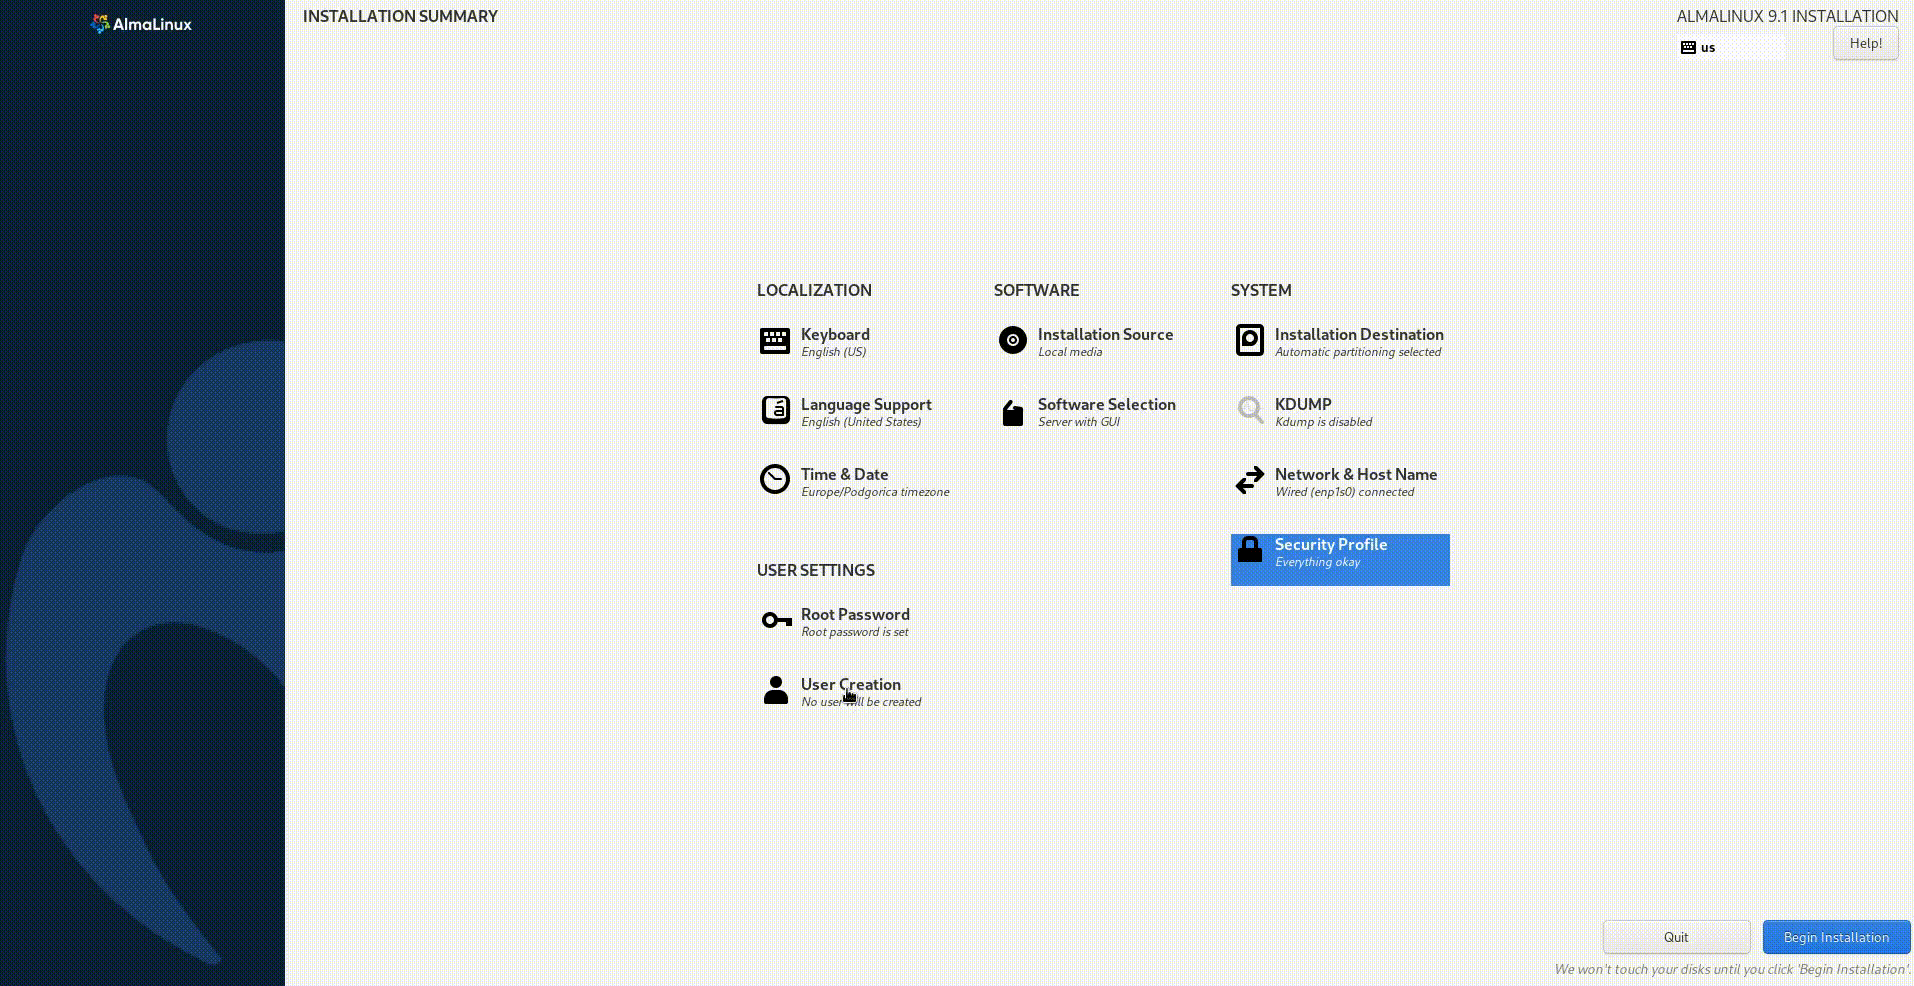 AlmaLinux
INSTALLATION SUMMARY
ALMALINUX 9.1 INSTALLATION
us
Help!
LOCALIZATION
Keyboard
English (US)
Language Support
English (United States)
Time & Date
Europe/Podgorica timezone
SOFTWARE
Installation Source
Local media
Software Selection
Server with GUI
SYSTEM
Installation Destination
Automatic partitioning selected
KDUMP
Kdump is disabled
Network & Host Name
Wired (enp1s0) connected
Security Profile
Everything okay
USER SETTINGS
Root Password
Root password is set
User Creation
No user will be created
Quit
Begin Installation
We won't touch your disks until you click 'Begin Installation'.